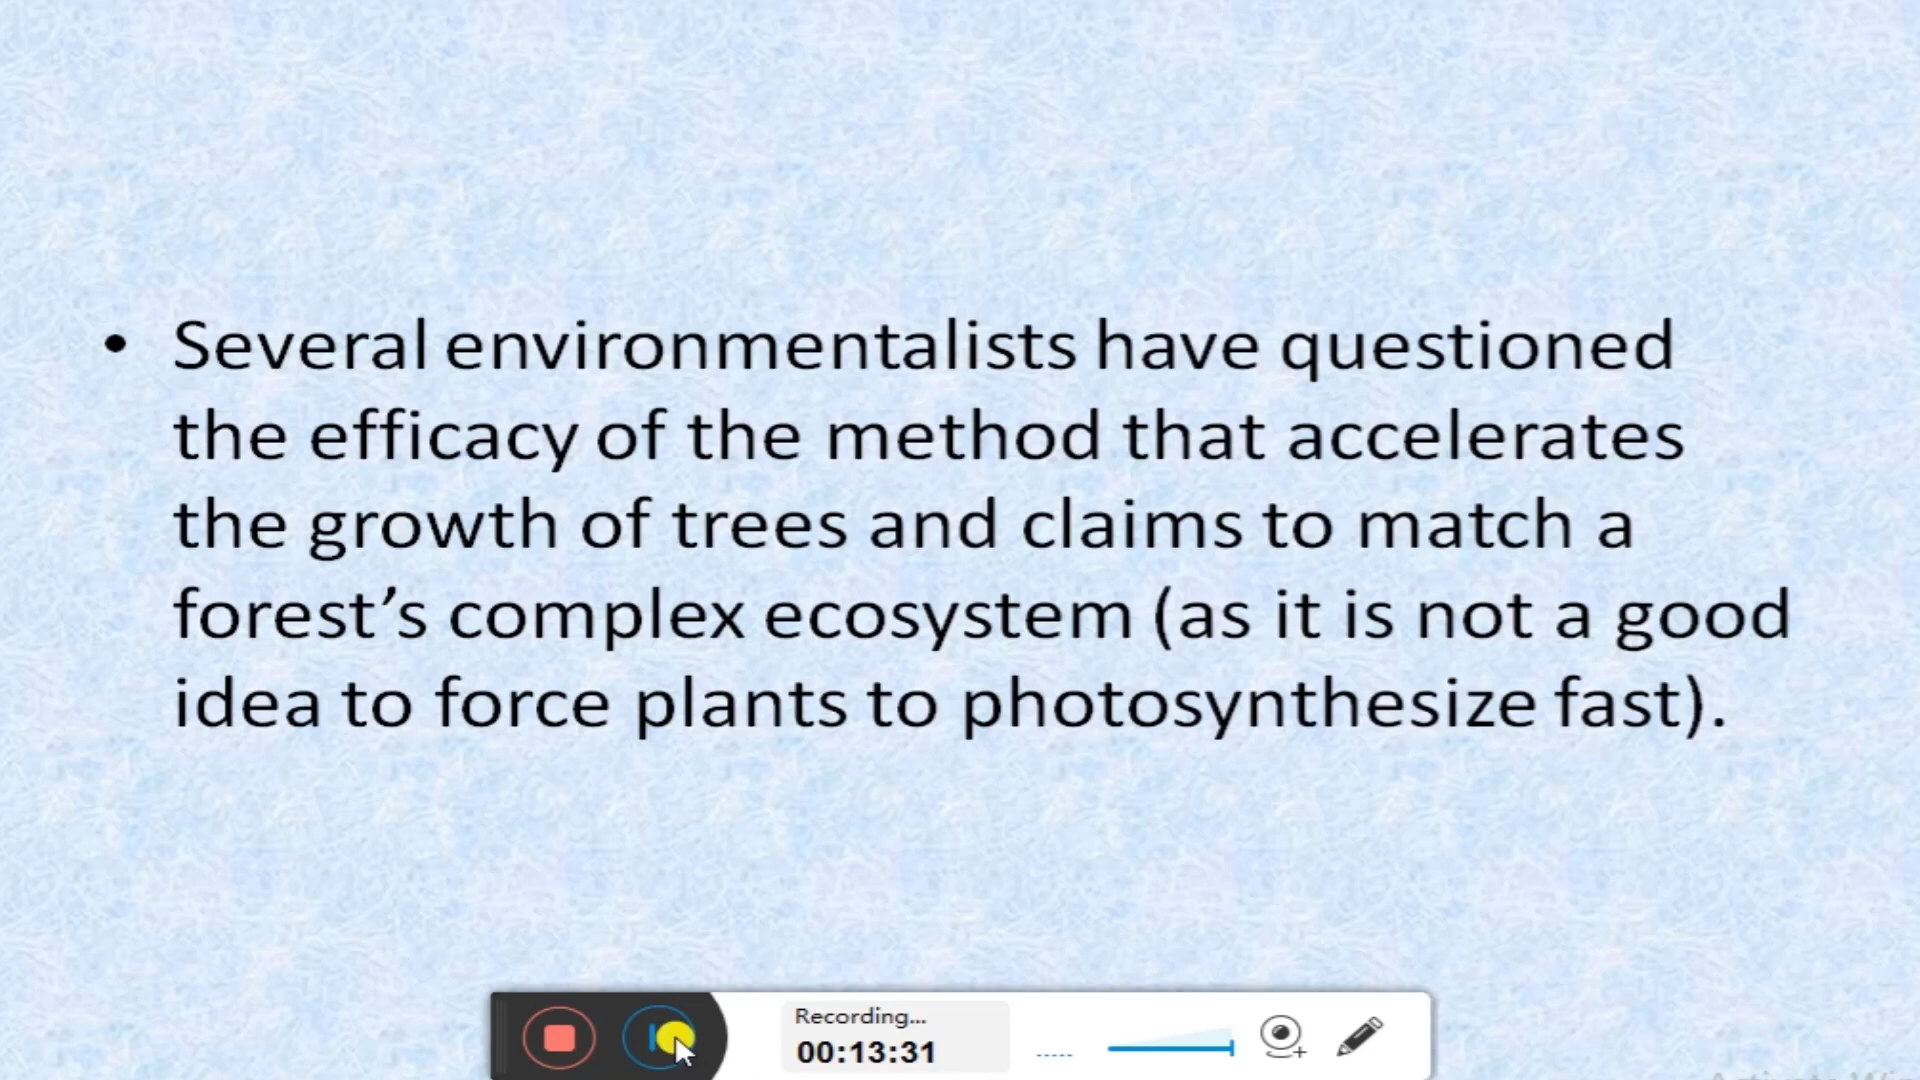 • Several environmentalists have questioned
the efficacy of the method that accelerates
the growth of trees and claims to match a
forest’s complex ecosystem (as it is not a good
idea to force plants to photosynthesize fast).
Recording...
00:13:31